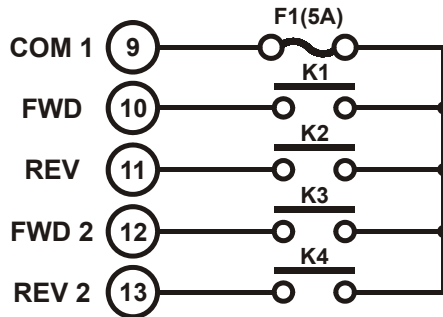 F1(5A)
COM 1 9
K1
FWD 10
K2
REV 11
K3
FWD 2 12
K4
REV 2 13